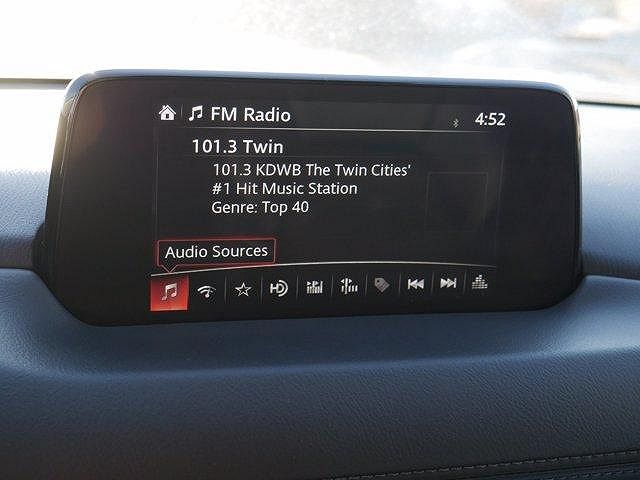 FM Radio
4:52
101.3 Twin
101.3 KDWB The Twin Cities'
#1 Hit Music Station
Genre: Top 40
Audio Sources
HD